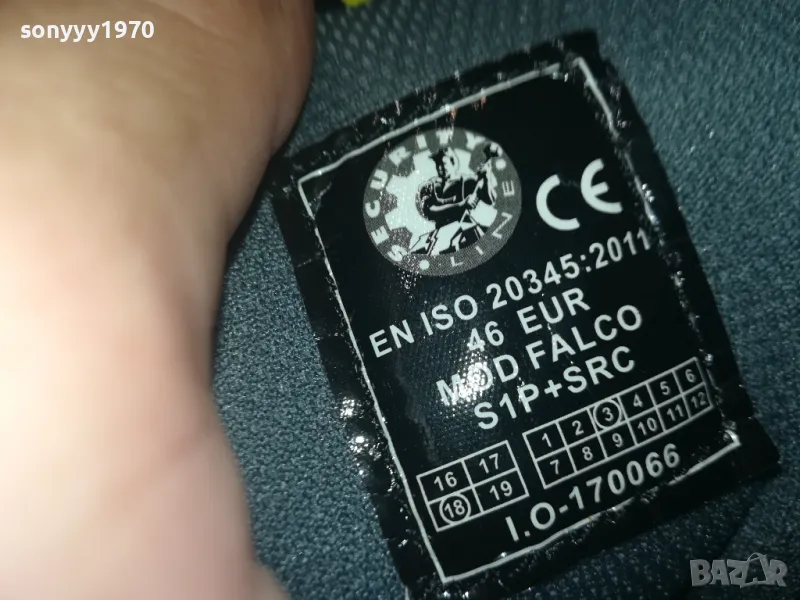 sonyyy1970
SECURITY LINE
CE
EN ISO 20345:2011
46 EUR
MOD FALCO
S1P+SRC
16 17 1 2 3 4 5 6
18 19 7 8 9 10 11 12
I.O-170066
BAZAR